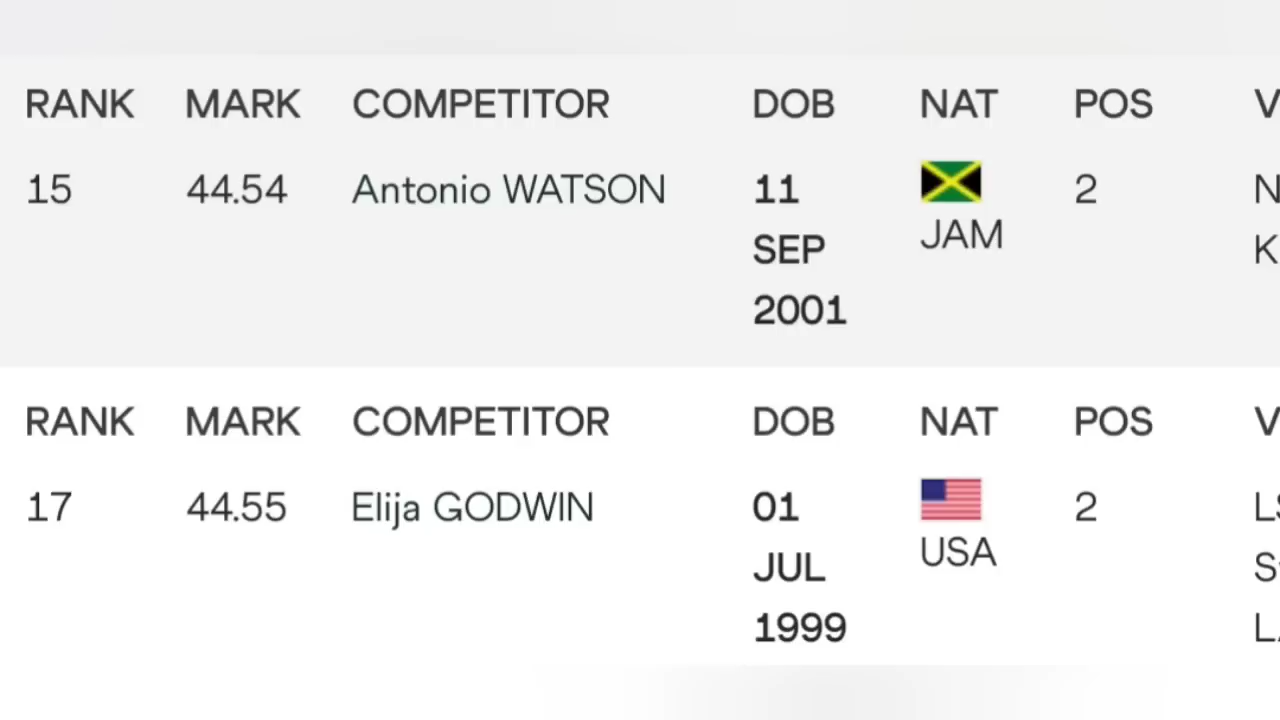 RANK MARK COMPETITOR DOB NAT POS V
15 44.54 Antonio WATSON 11 SEP 2001 JAM 2 N K
RANK MARK COMPETITOR DOB NAT POS V
17 44.55 Elija GODWIN 01 JUL 1999 USA 2